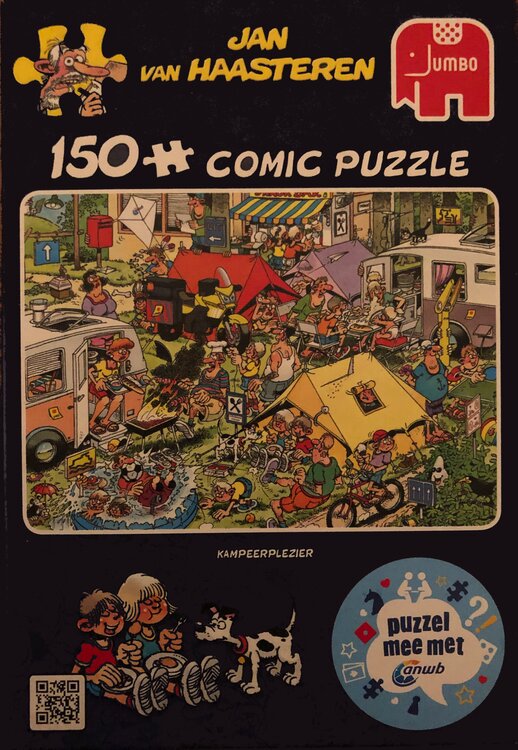 JAN
VAN HAASTEREN
JUMBO
150 COMIC PUZZLE
KAMPEERPLEZIER
puzzel
mee met
anwb